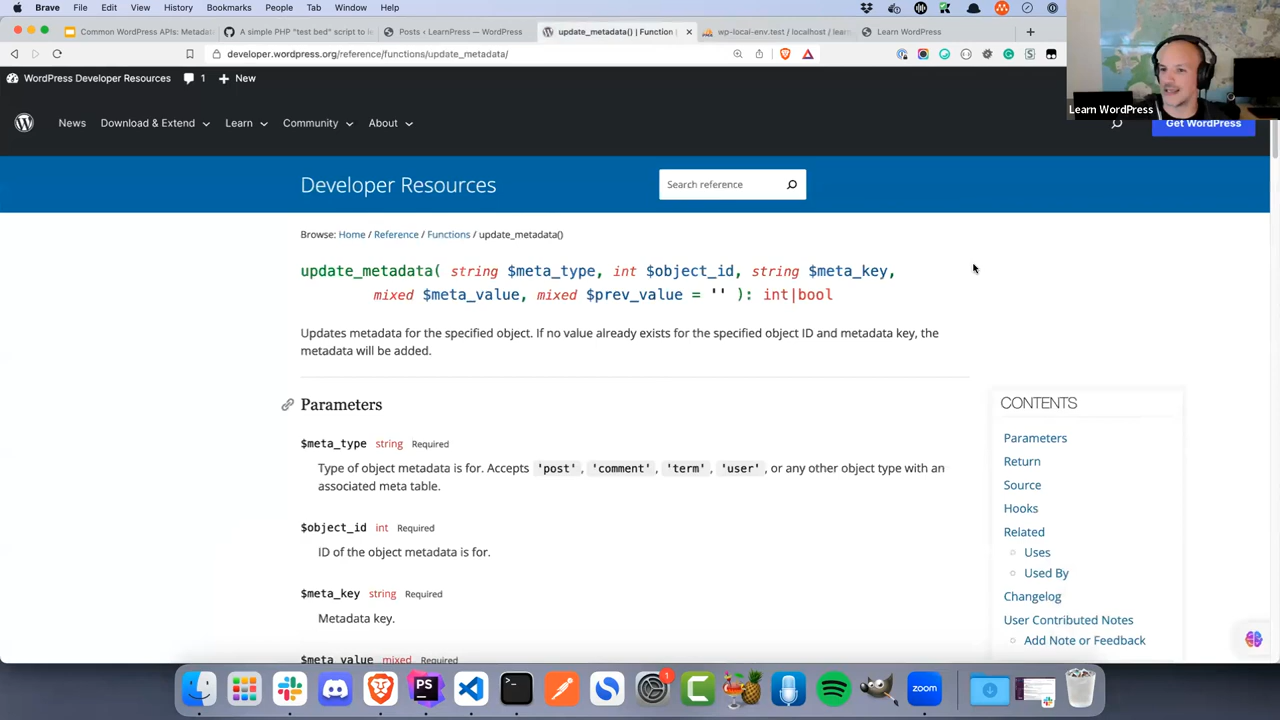 Brave File Edit View History Bookmarks People Tab Window Help
Common WordPress APIs: Metada
A simple PHP "test bed" script to le
Posts ‹ LearnPress — WordPress
update_metadata() | Function |
wp-local-env.test / localhost / learn
Learn WordPress
developer.wordpress.org/reference/functions/update_metadata/
WordPress Developer Resources 1 New
Learn WordPress
News Download & Extend Learn Community About Get WordPress
Developer Resources
Search reference
Browse: Home / Reference / Functions / update_metadata()
update_metadata( string $meta_type, int $object_id, string $meta_key,
mixed $meta_value, mixed $prev_value = '' ): int|bool
Updates metadata for the specified object. If no value already exists for the specified object ID and metadata key, the
metadata will be added.
Parameters
CONTENTS
Parameters
Return
Source
Hooks
Related
Uses
Used By
Changelog
User Contributed Notes
Add Note or Feedback
$meta_type string Required
Type of object metadata is for. Accepts 'post', 'comment', 'term', 'user', or any other object type with an
associated meta table.
$object_id int Required
ID of the object metadata is for.
$meta_key string Required
Metadata key.
$meta_value mixed Required
PS
1
zoom